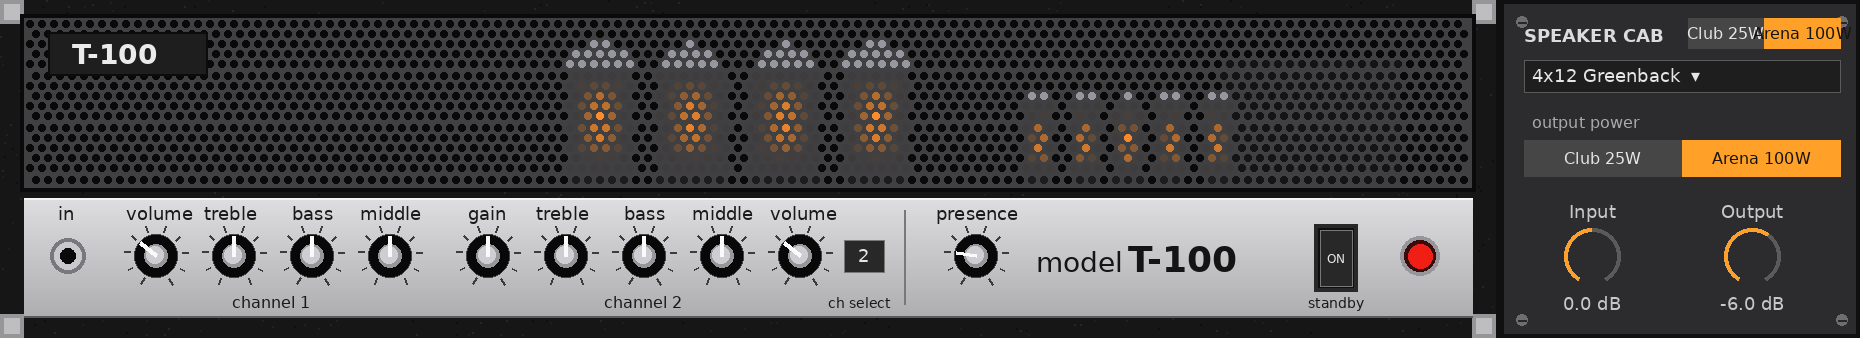 T-100
SPEAKER CAB
Club 25W
Arena 100W
4x12 Greenback ▾
output power
Club 25W
Arena 100W
Input
Output
0.0 dB
-6.0 dB
in
volume
treble
bass
middle
gain
treble
bass
middle
volume
presence
2
model T-100
ON
channel 1
channel 2
ch select
standby